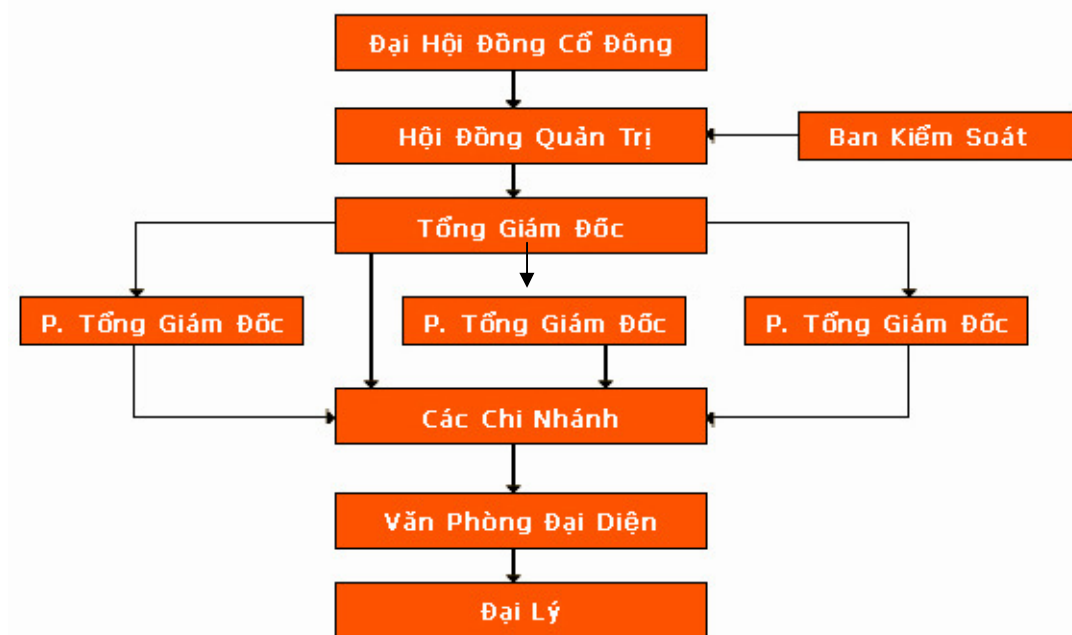 Đại Hội Đồng Cổ Đông
Hội Đồng Quản Trị
Ban Kiểm Soát
Tổng Giám Đốc
P. Tổng Giám Đốc
P. Tổng Giám Đốc
P. Tổng Giám Đốc
Các Chi Nhánh
Văn Phòng Đại Diện
Đại Lý